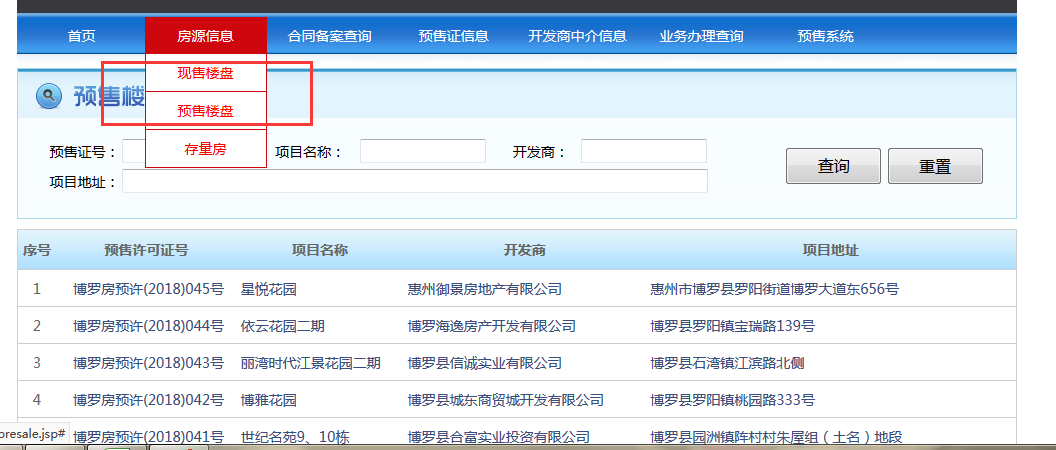 首页 房源信息 合同备案查询 预售证信息 开发商中介信息 业务办理查询 预售系统
现售楼盘
预售楼
预售楼盘
存量房
预售证号： 项目名称： 开发商：
查询 重置
项目地址：
序号 预售许可证号 项目名称 开发商 项目地址
1 博罗房预许(2018)045号 星悦花园 惠州御景房地产有限公司 惠州市博罗县罗阳街道博罗大道东656号
2 博罗房预许(2018)044号 依云花园二期 博罗海逸房产开发有限公司 博罗县罗阳镇宝瑞路139号
3 博罗房预许(2018)043号 丽湾时代江景花园二期 博罗县信诚实业有限公司 博罗县石湾镇江滨路北侧
4 博罗房预许(2018)042号 博雅花园 博罗县城东商贸城开发有限公司 博罗县罗阳镇桃园路333号
博罗房预许(2018)041号 世纪名苑9、10栋 博罗县合富实业投资有限公司 博罗县园洲镇阵村村朱屋组（土名）地段
presale.jsp#